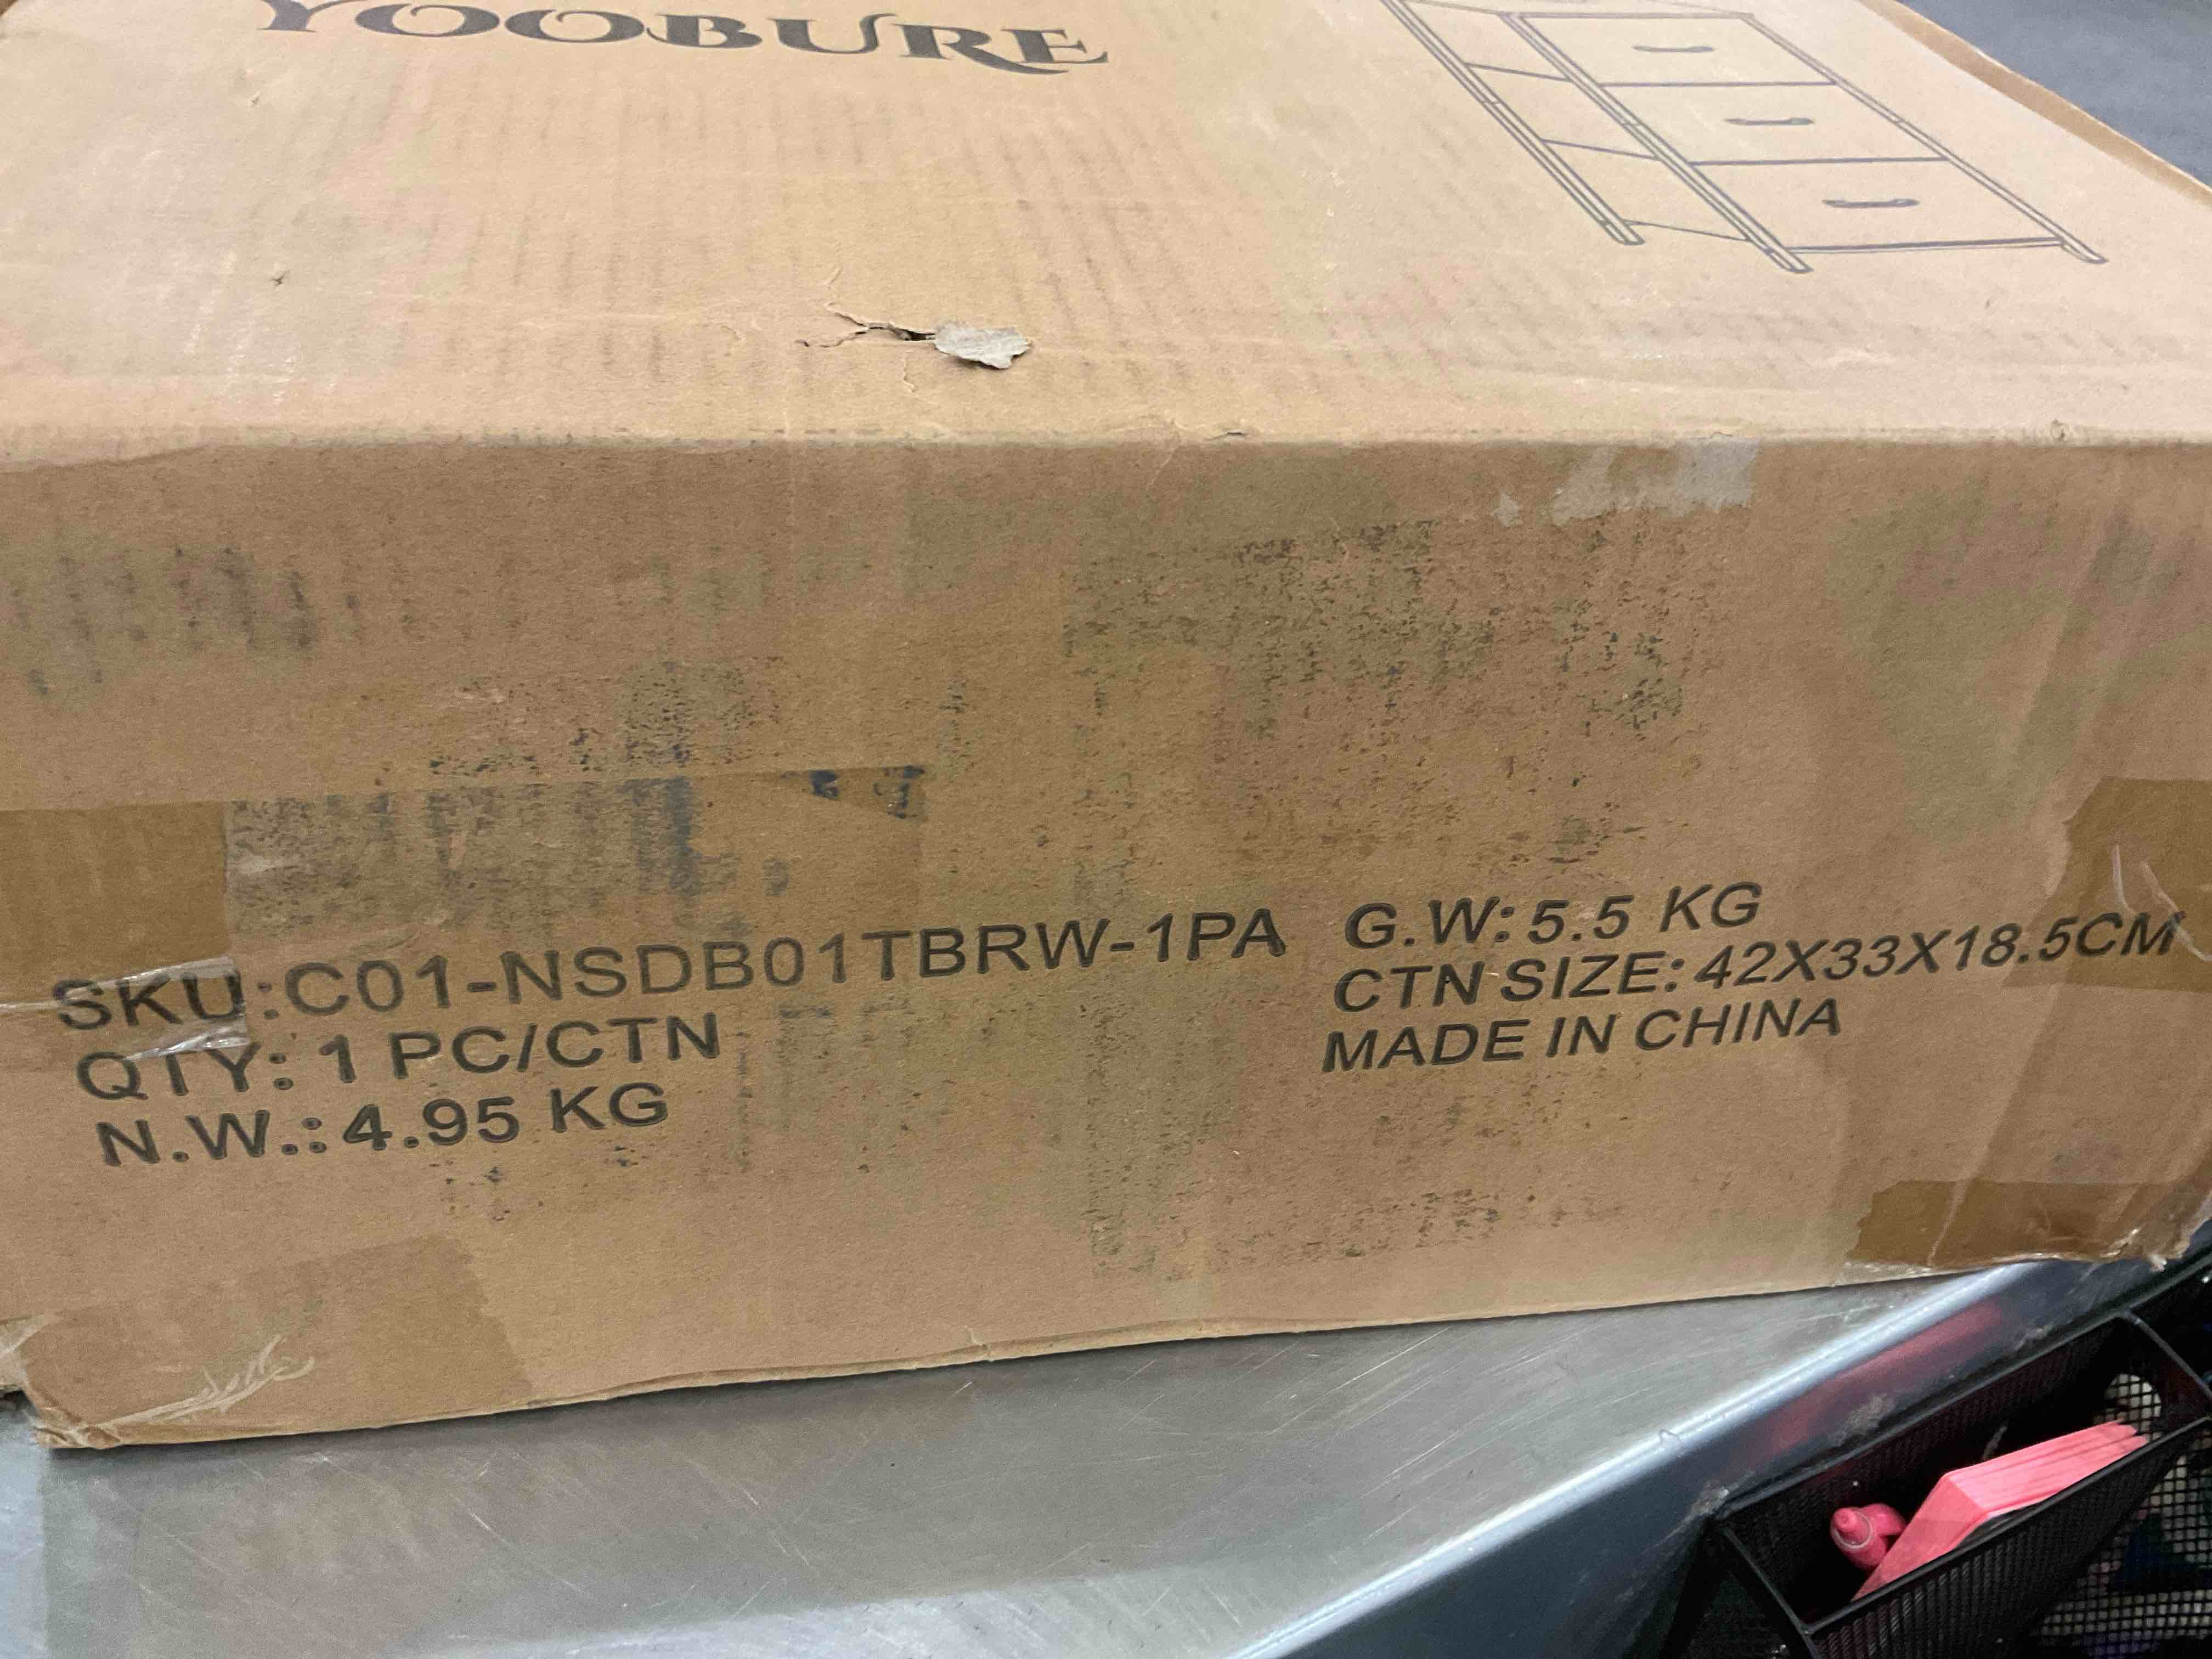 YOOBURE
SKU:C01-NSDB01TBRW-1PA
QTY: 1 PC/CTN
N.W.:4.95 KG
G.W:5.5 KG
CTN SIZE:42X33X18.5CM
MADE IN CHINA